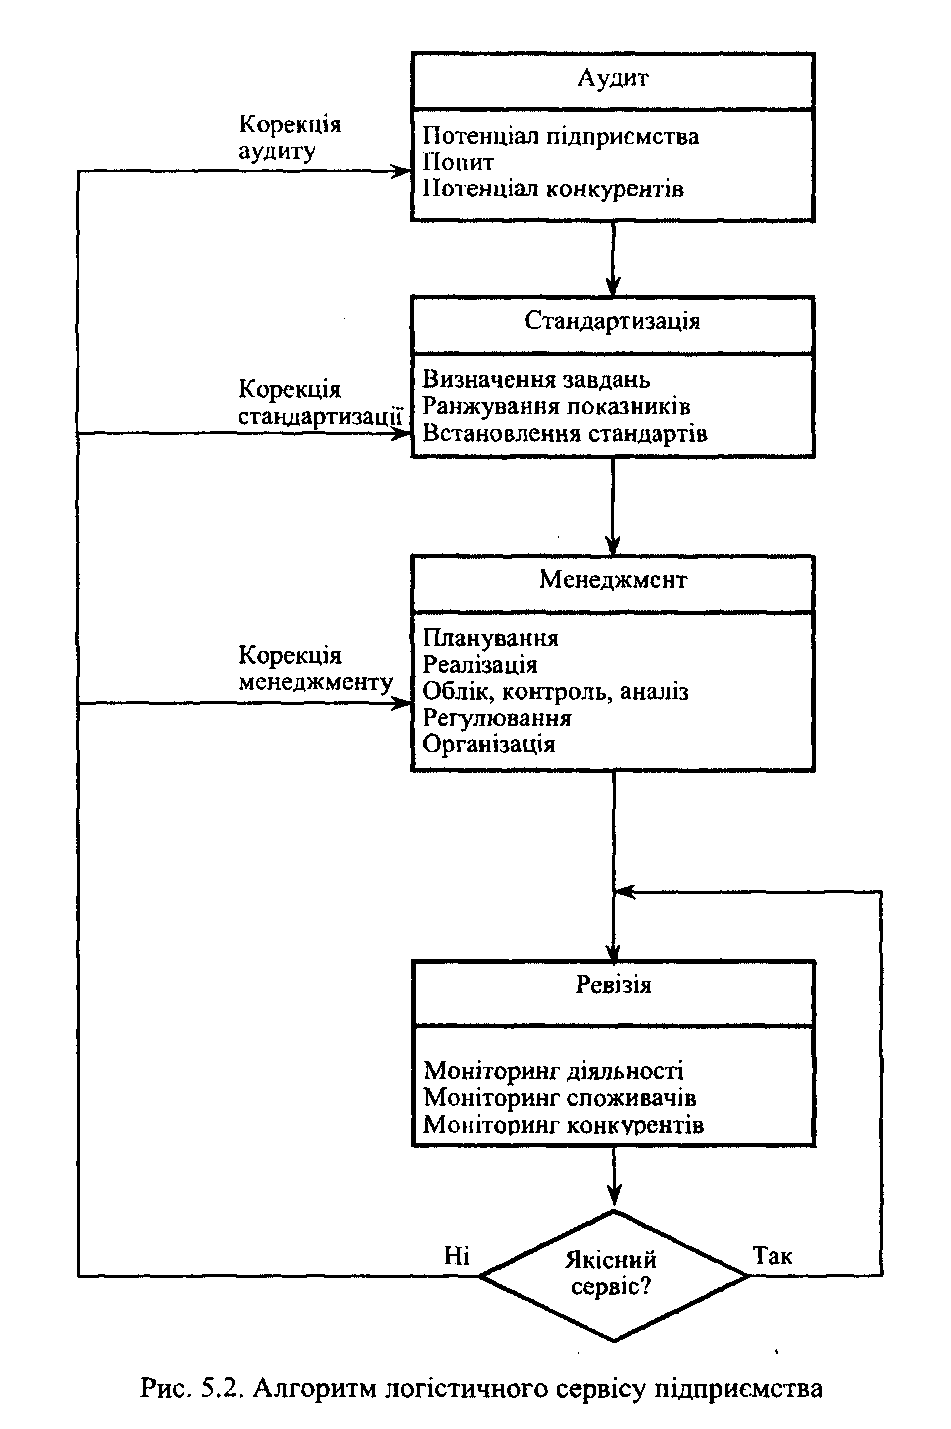 Аудит
Корекція
аудиту
Потенціал підприємства
Попит
Потенціал конкурентів
Стандартизація
Корекція
стандартизації
Визначення завдань
Ранжування показників
Встановлення стандартів
Менеджмент
Корекція
менеджменту
Планування
Реалізація
Облік, контроль, аналіз
Регулювання
Організація
Ревізія
Моніторинг діяльності
Моніторинг споживачів
Моніторинг конкурентів
Ні
Якісний
сервіс?
Так
Рис. 5.2. Алгоритм логістичного сервісу підприємства